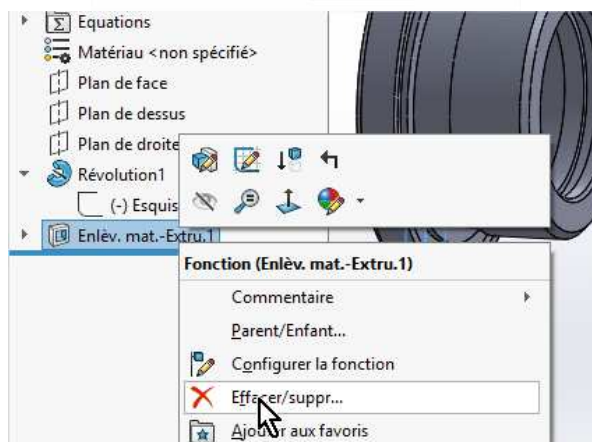 Equations
Matériau <non spécifié>
Plan de face
Plan de dessus
Plan de droite
Révolution1
(-) Esquis
Enlèv. mat.-Extru.1
Fonction (Enlèv. mat.-Extru.1)
Commentaire
Parent/Enfant...
Configurer la fonction
Effacer/suppr...
Ajouter aux favoris